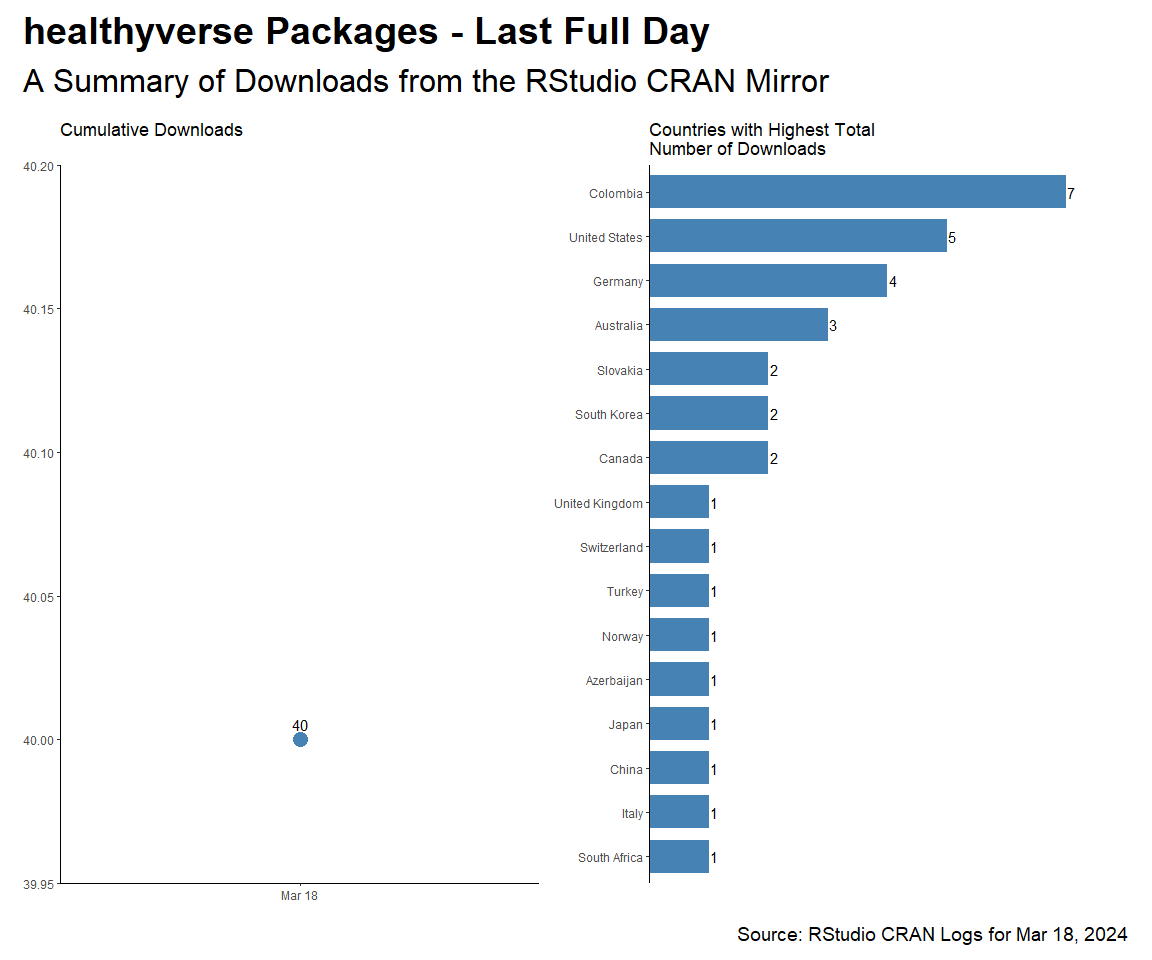 healthyverse Packages - Last Full Day
A Summary of Downloads from the RStudio CRAN Mirror
Cumulative Downloads
40.20
40.15
40.10
40.05
40.00
39.95
40
Mar 18
Countries with Highest Total
Number of Downloads
Colombia 7
United States 5
Germany 4
Australia 3
Slovakia 2
South Korea 2
Canada 2
United Kingdom 1
Switzerland 1
Turkey 1
Norway 1
Azerbaijan 1
Japan 1
China 1
Italy 1
South Africa 1
Source: RStudio CRAN Logs for Mar 18, 2024